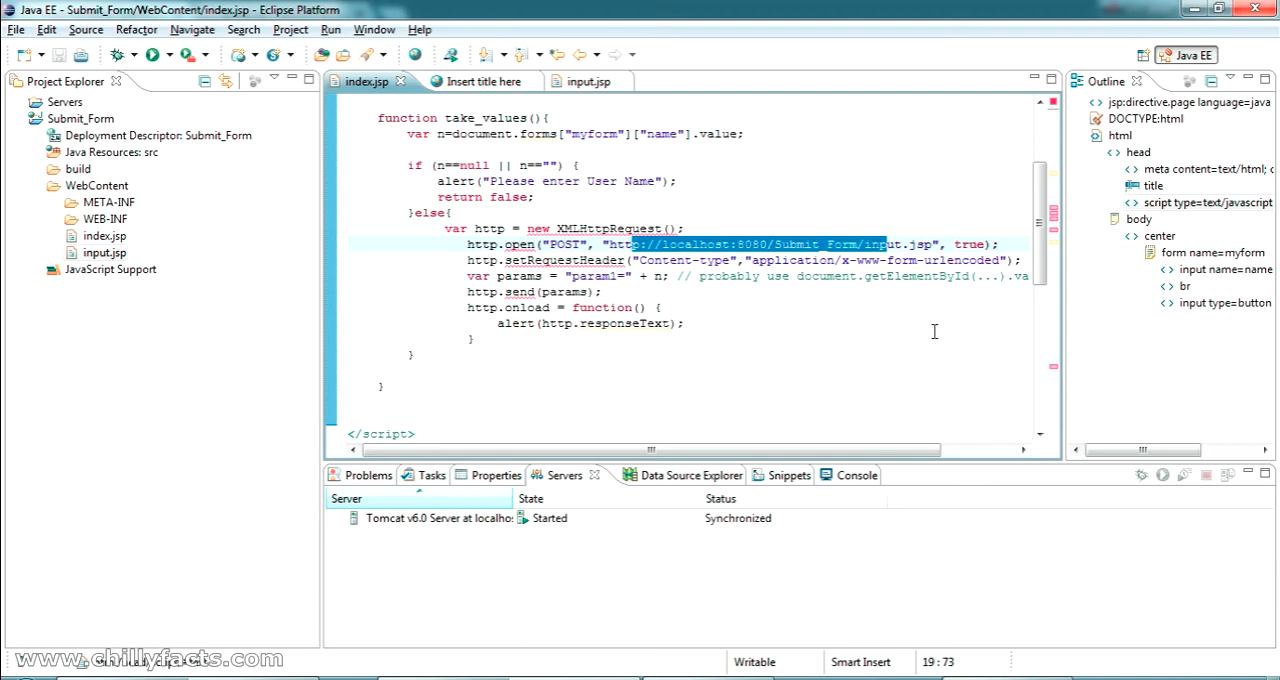 Java EE - Submit_Form/WebContent/index.jsp - Eclipse Platform
File Edit Source Refactor Navigate Search Project Run Window Help
Java EE
Project Explorer
Servers
Submit_Form
Deployment Descriptor: Submit_Form
Java Resources: src
build
WebContent
META-INF
WEB-INF
index.jsp
input.jsp
JavaScript Support
index.jsp Insert title here input.jsp
function take_values(){
var n=document.forms["myform"]["name"].value;
if (n==null || n=="") {
alert("Please enter User Name");
return false;
}else{
var http = new XMLHttpRequest();
http.open("POST", "http://localhost:8080/Submit_Form/input.jsp", true);
http.setRequestHeader("Content-type","application/x-www-form-urlencoded");
var params = "param1=" + n; // probably use document.getElementById(...).va
http.send(params);
http.onload = function() {
alert(http.responseText);
}
}
}
</script>
Outline
jsp:directive.page language=java
DOCTYPE:html
html
head
meta content=text/html; c
title
script type=text/javascript
body
center
form name=myform
input name=name
br
input type=button
Problems Tasks Properties Servers Data Source Explorer Snippets Console
Server State Status
Tomcat v6.0 Server at localho: Started Synchronized
www.chillyfacts.com
Writable Smart Insert 19 : 73